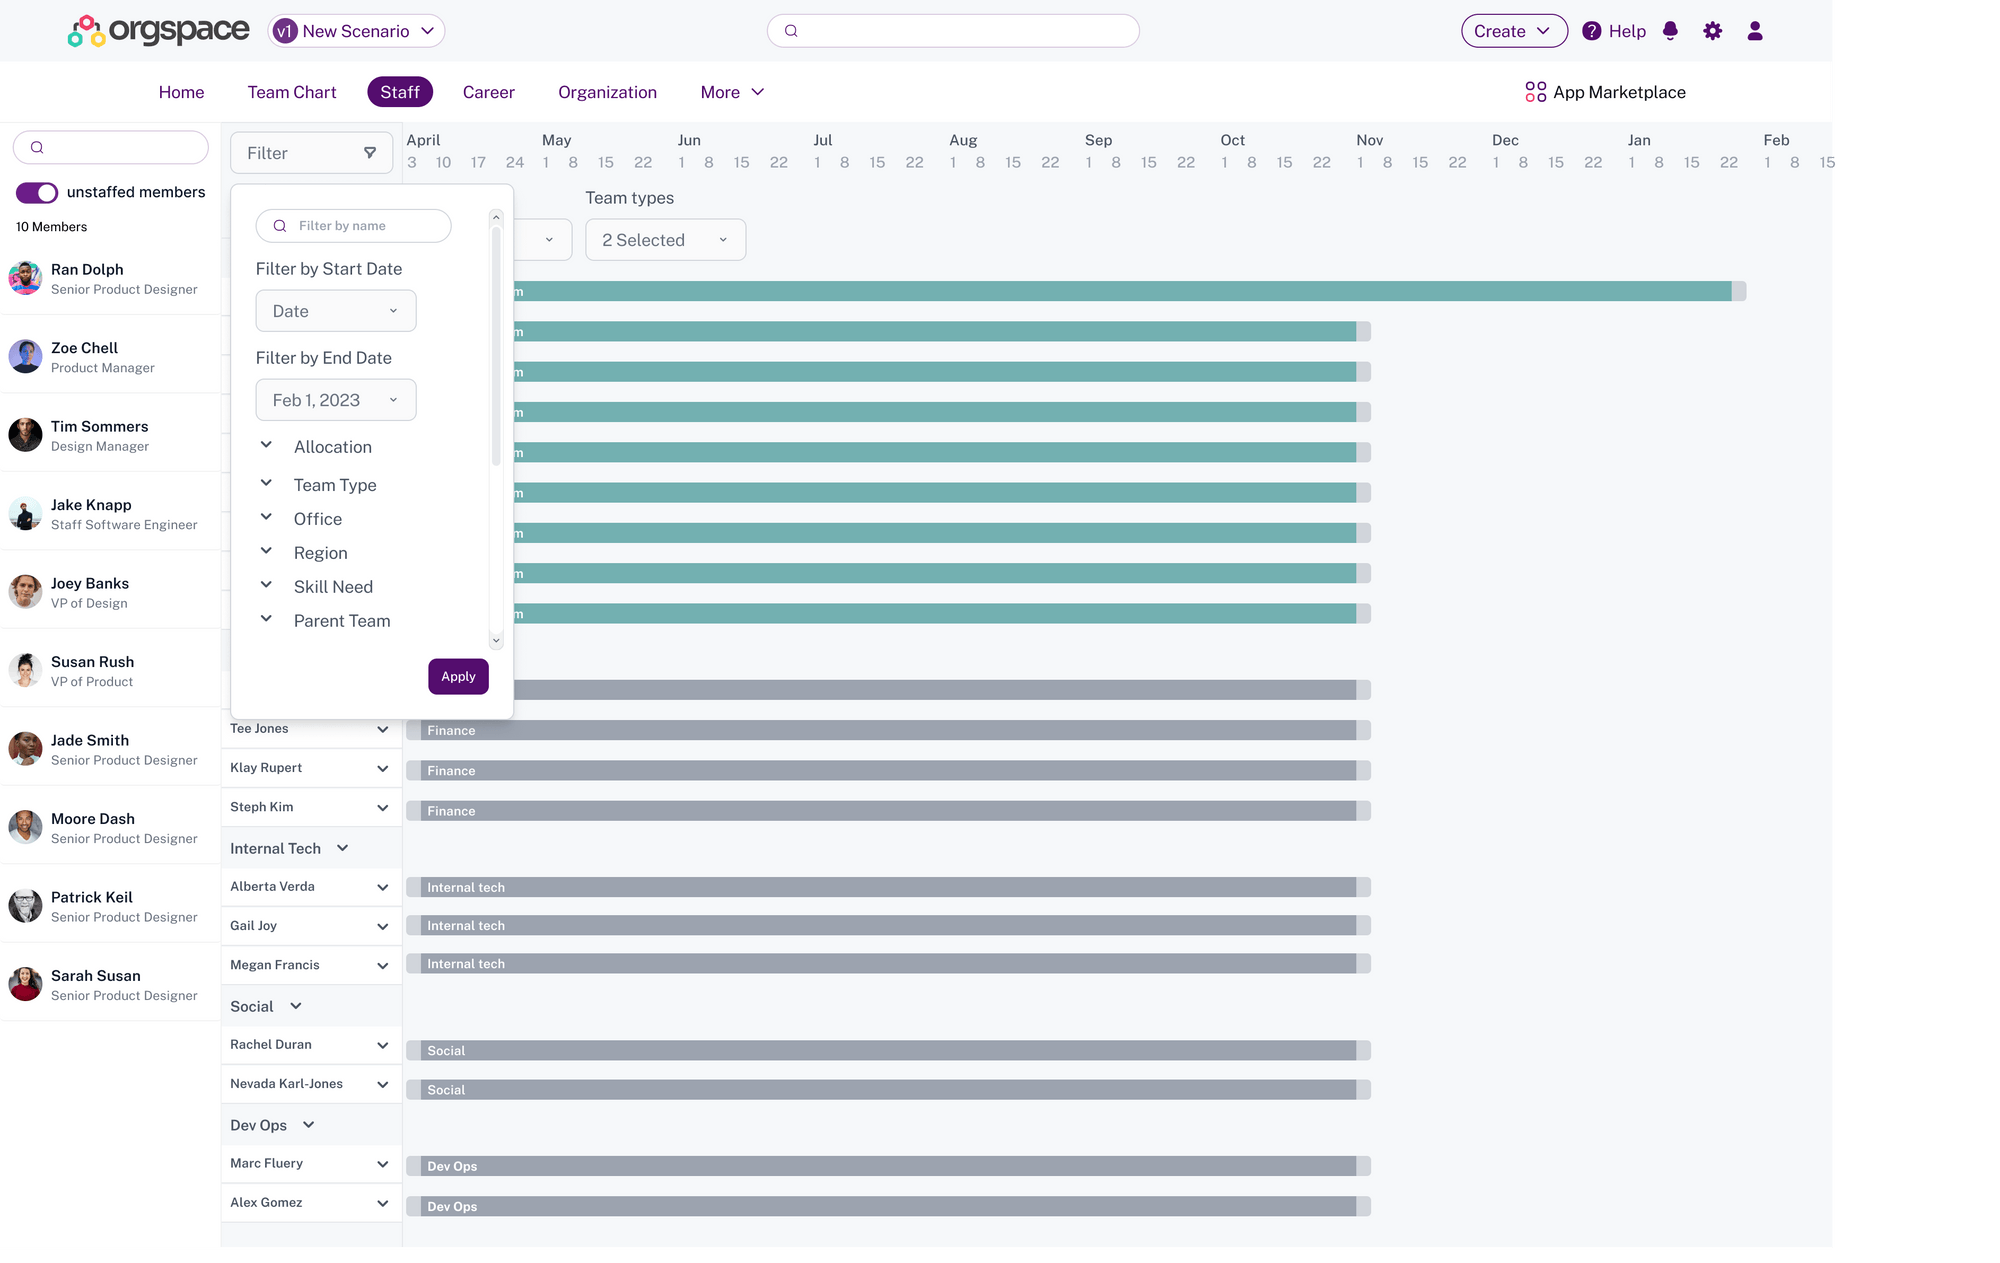 orgspace
v1 New Scenario
Create
? Help
Home
Team Chart
Staff
Career
Organization
More
App Marketplace
unstaffed members
10 Members
Ran Dolph
Senior Product Designer
Zoe Chell
Product Manager
Tim Sommers
Design Manager
Jake Knapp
Staff Software Engineer
Joey Banks
VP of Design
Susan Rush
VP of Product
Jade Smith
Senior Product Designer
Moore Dash
Senior Product Designer
Patrick Keil
Senior Product Designer
Sarah Susan
Senior Product Designer
Filter
April May Jun Jul Aug Sep Oct Nov Dec Jan Feb
3 10 17 24 1 8 15 22 1 8 15 22 1 8 15 22 1 8 15 22 1 8 15 22 1 8 15 22 1 8 15 22 1 8 15 22 1 8 15 22 1 8 15
Team types
2 Selected
Filter by name
Filter by Start Date
Date
Filter by End Date
Feb 1, 2023
Allocation
Team Type
Office
Region
Skill Need
Parent Team
Apply
m
m
m
m
m
m
m
m
m
Tee Jones
Finance
Klay Rupert
Finance
Steph Kim
Finance
Internal Tech
Alberta Verda
Internal tech
Gail Joy
Internal tech
Megan Francis
Internal tech
Social
Rachel Duran
Social
Nevada Karl-Jones
Social
Dev Ops
Marc Fluery
Dev Ops
Alex Gomez
Dev Ops